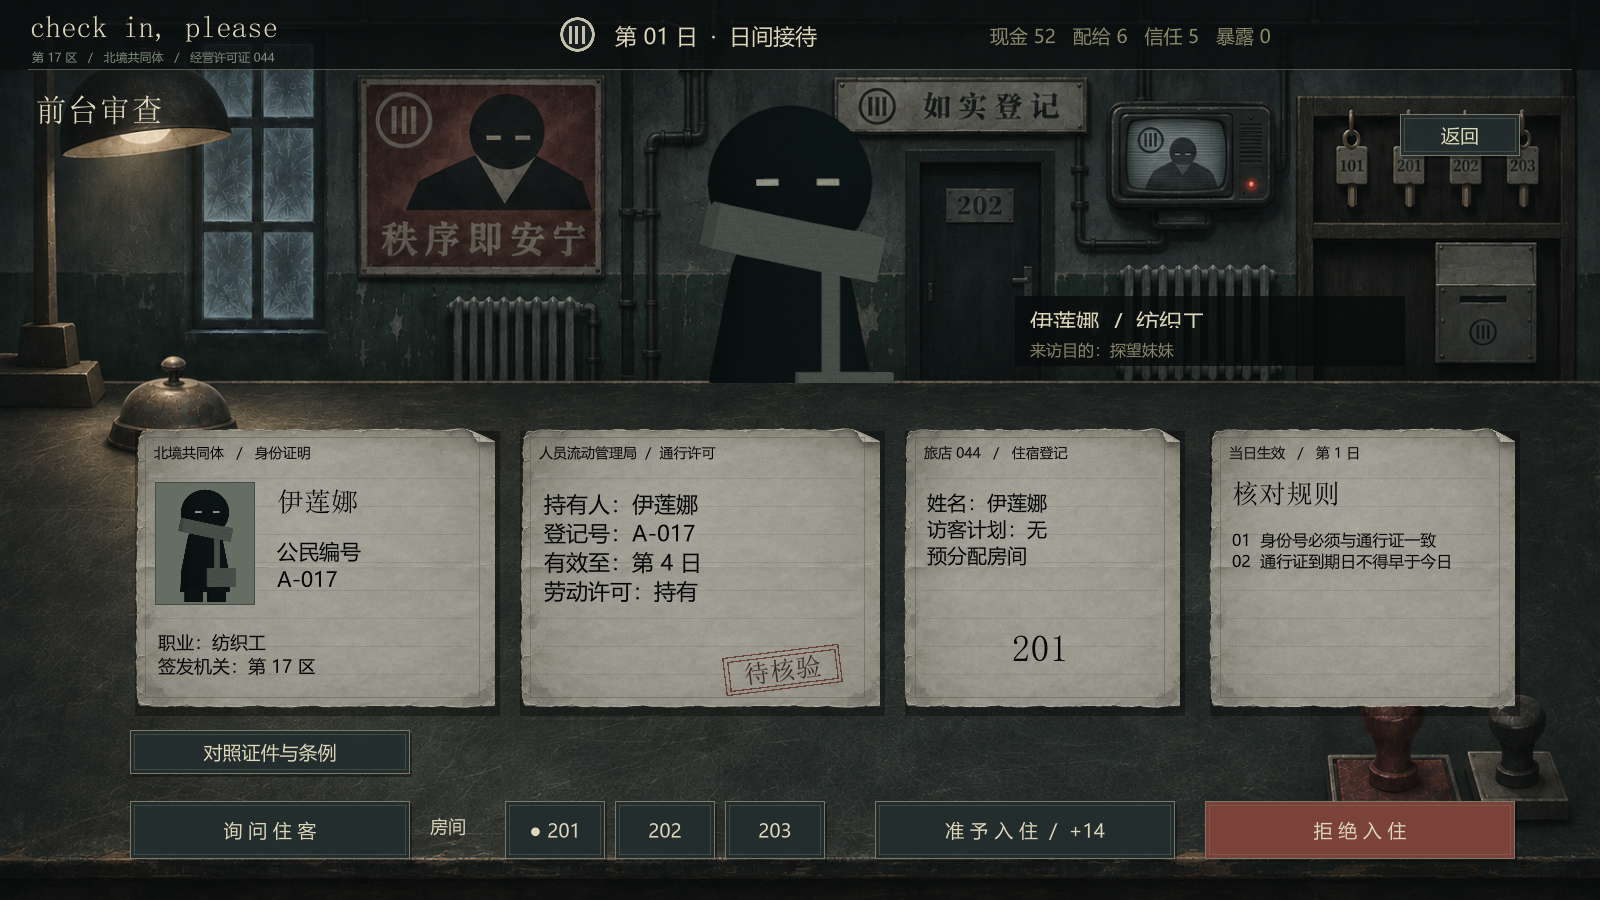 check in, please
第 17 区 / 北境共同体 / 经营许可证 044
第 01 日 · 日间接待
现金 52 配给 6 信任 5 暴露 0
前台审查
秩序即安宁
如实登记
202
返回
101
201
202
203
伊莲娜 / 纺织工
来访目的：探望妹妹
北境共同体 / 身份证明
伊莲娜
公民编号
A-017
职业：纺织工
签发机关：第 17 区
人员流动管理局 / 通行许可
持有人：伊莲娜
登记号：A-017
有效至：第 4 日
劳动许可：持有
待核验
旅店 044 / 住宿登记
姓名：伊莲娜
访客计划：无
预分配房间
201
当日生效 / 第 1 日
核对规则
01 身份号必须与通行证一致
02 通行证到期日不得早于今日
对照证件与条例
询问住客
房间
• 201
202
203
准予入住 / +14
拒绝入住